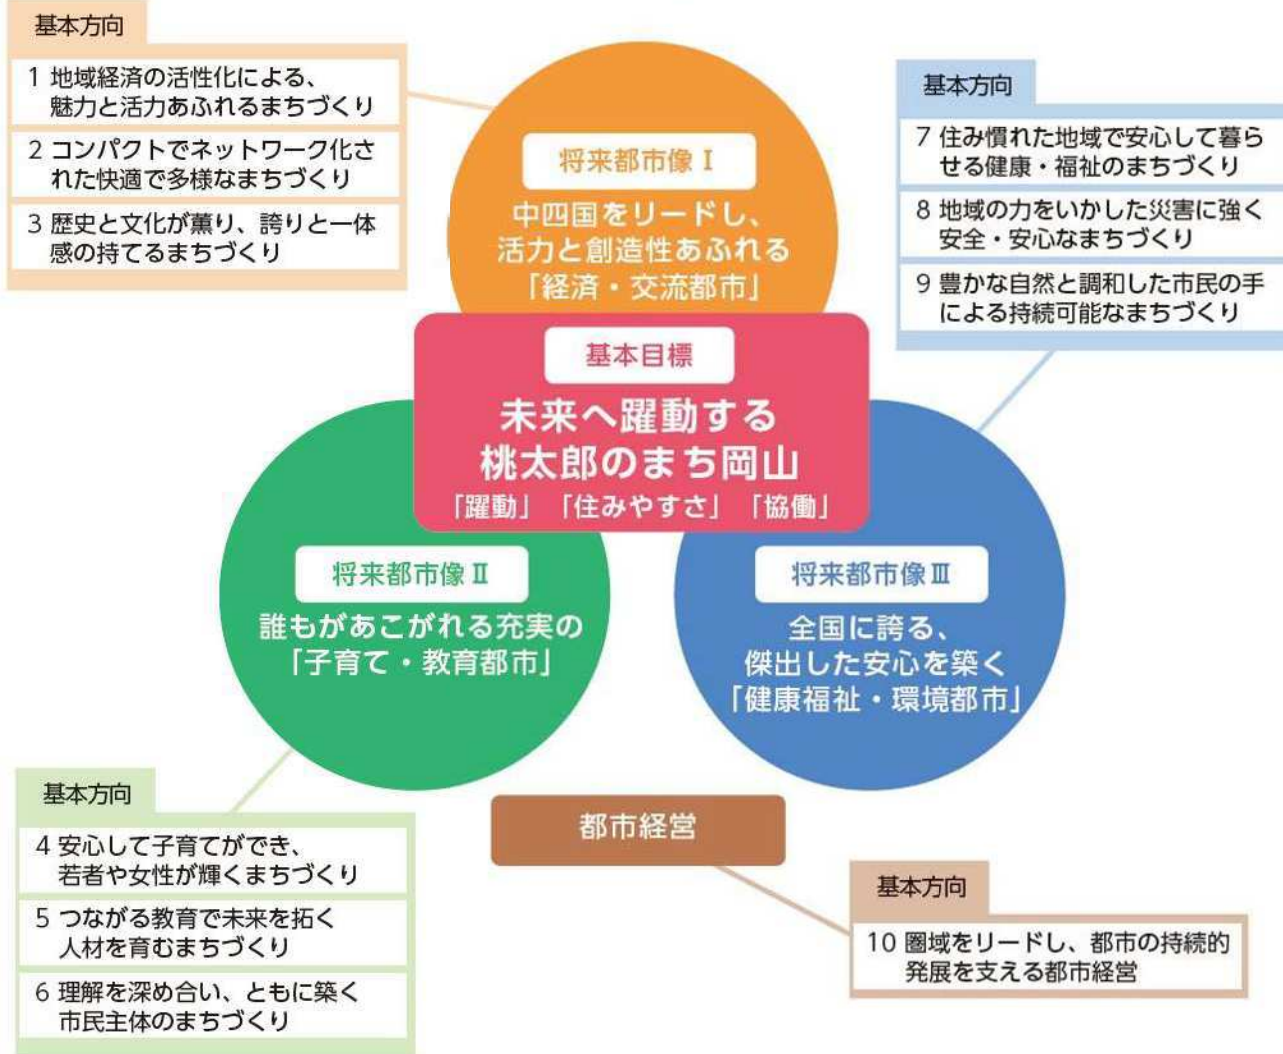 基本方向
1 地域経済の活性化による、
魅力と活力あふれるまちづくり
2 コンパクトでネットワーク化さ
れた快適で多様なまちづくり
3 歴史と文化が薫り、誇りと一体
感の持てるまちづくり
将来都市像Ⅰ
中四国をリードし、
活力と創造性あふれる
「経済・交流都市」
基本方向
7 住み慣れた地域で安心して暮ら
せる健康・福祉のまちづくり
8 地域の力をいかした災害に強く
安全・安心なまちづくり
9 豊かな自然と調和した市民の手
による持続可能なまちづくり
基本目標
未来へ躍動する
桃太郎のまち岡山
「躍動」「住みやすさ」「協働」
将来都市像Ⅱ
誰もがあこがれる充実の
「子育て・教育都市」
将来都市像Ⅲ
全国に誇る、
傑出した安心を築く
「健康福祉・環境都市」
基本方向
4 安心して子育てができ、
若者や女性が輝くまちづくり
5 つながる教育で未来を拓く
人材を育むまちづくり
6 理解を深め合い、ともに築く
市民主体のまちづくり
都市経営
基本方向
10 圏域をリードし、都市の持続的
発展を支える都市経営